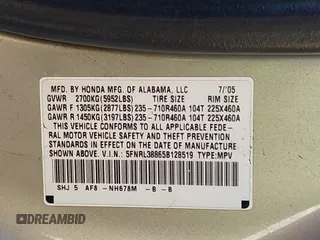 MFD. BY HONDA MFG. OF ALABAMA, LLC 7/'05
GVWR 2700KG(5952LBS) TIRE SIZE RIM SIZE
GAWR F 1305KG(2877LBS) 235-710R460A 104T 225X460A
GAWR R 1450KG(3197LBS) 235-710R460A 104T 225X460A
THIS VEHICLE CONFORMS TO ALL APPLICABLE FEDE-
RAL MOTOR VEHICLE SAFETY AND THEFT PREVENTION
STANDARDS IN EFFECT ON THE DATE OF MANUFACTURE
SHOWN ABOVE. V.I.N.: 5FNRL38865B128519 TYPE:MPV
SHJ 5 AF8 -NH678M -B -B
DREAMBID